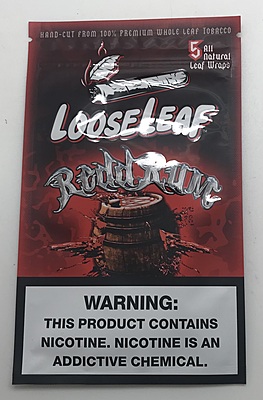 HAND-CUT FROM 100% PREMIUM WHOLE LEAF TOBACCO
5 All
Natural
Leaf Wraps
LOOSELEAF
Redd Rum
WARNING:
THIS PRODUCT CONTAINS
NICOTINE. NICOTINE IS AN
ADDICTIVE CHEMICAL.